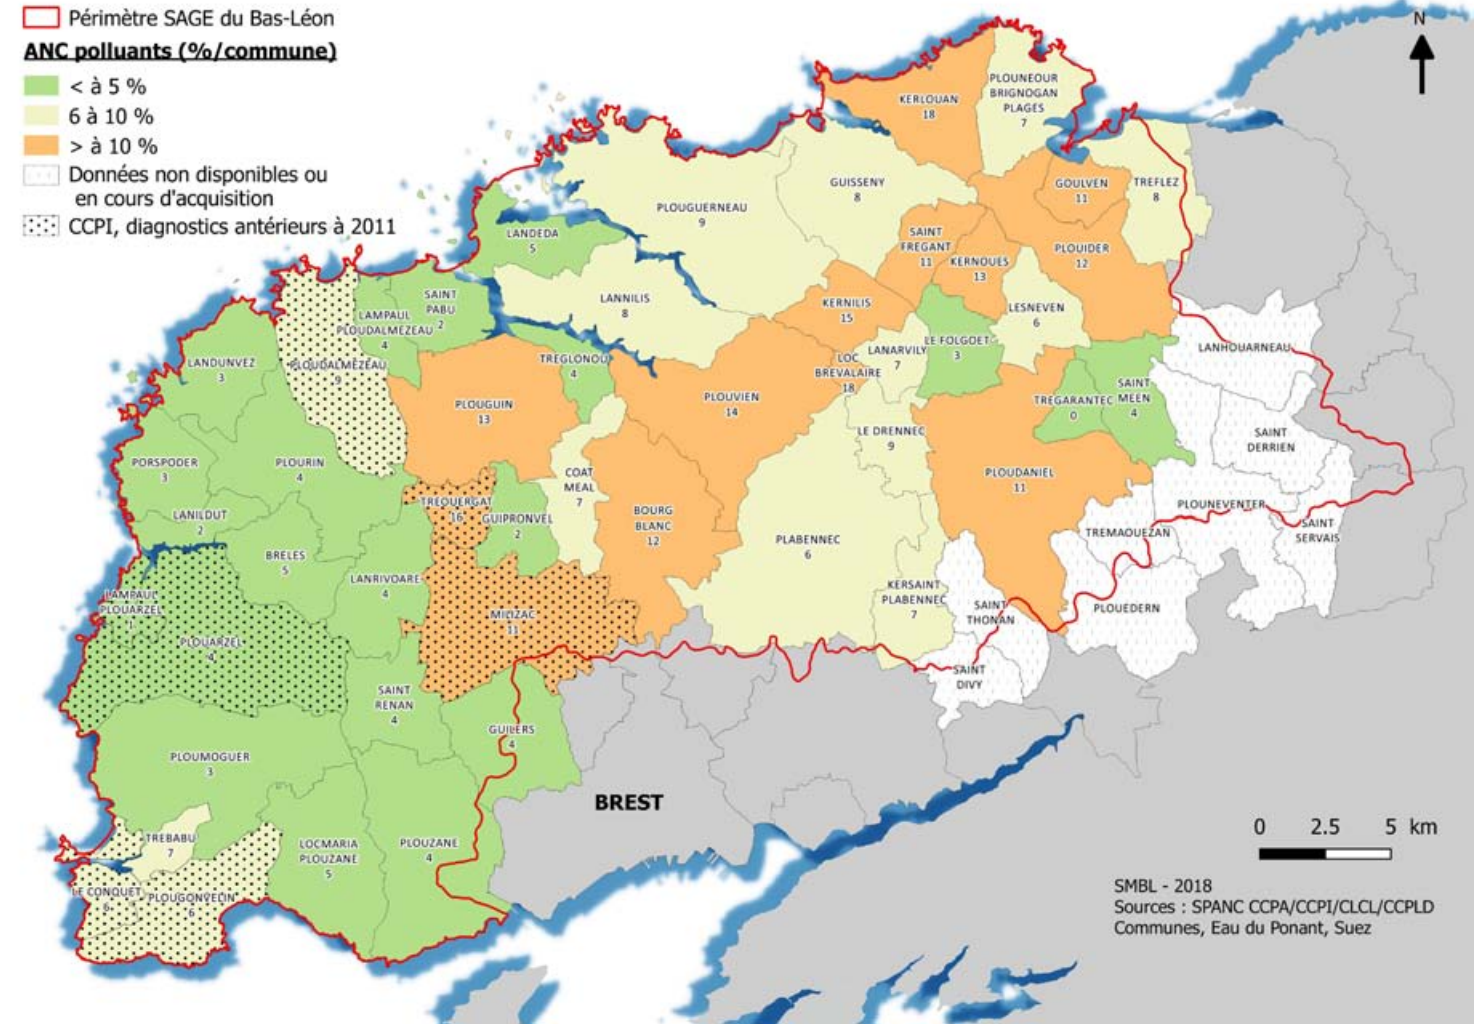 Périmètre SAGE du Bas-Léon
ANC polluants (%/commune)
< à 5 %
6 à 10 %
> à 10 %
Données non disponibles ou
en cours d'acquisition
CCPI, diagnostics antérieurs à 2011
N
PLOUNEOUR
BRIGNOGAN
PLAGES
7
KERLOUAN
18
GOULVEN
11
TREFLEZ
8
GUISSENY
8
PLOUGUERNEAU
9
LANDEDA
5
SAINT
FREGANT
11
KERNOUES
13
PLOUIDER
12
LANNILIS
8
SAINT
PABU
2
LAMPAUL
PLOUDALMEZEAU
4
KERNILIS
15
LESNEVEN
6
LE FOLGOET
3
LANARVILY
7
LOC
BREVALAIRE
18
LANHOUARNEAU
LANDUNVEZ
3
PLOUDALMEZEAU
9
TREGLONOU
4
PLOUGUIN
13
PLOUVIEN
14
TREGARANTEC
0
SAINT
MEEN
4
LE DRENNEC
9
SAINT
DERRIEN
PORSPODER
3
PLOURIN
4
COAT
MEAL
7
PLOUDANIEL
11
TREOUERGAT
16
GUIPRONVEL
2
BOURG
BLANC
12
PLOUNEVENTER
LANILDUT
2
PLABENNEC
6
TREMAOUEZAN
SAINT
SERVAIS
BRELES
5
LANRIVOARE
4
KERSAINT
PLABENNEC
7
LAMPAUL
PLOUARZEL
1
MILIZAC
11
SAINT
THONAN
PLOUEDERN
PLOUARZEL
4
SAINT
DIVY
SAINT
RENAN
4
GUILERS
4
PLOUMOGUER
3
BREST
TREBABU
7
LOCMARIA
PLOUZANE
5
PLOUZANE
4
LE CONQUET
6
PLOUGONVELIN
6
0 2.5 5 km
SMBL - 2018
Sources : SPANC CCPA/CCPI/CLCL/CCPLD
Communes, Eau du Ponant, Suez